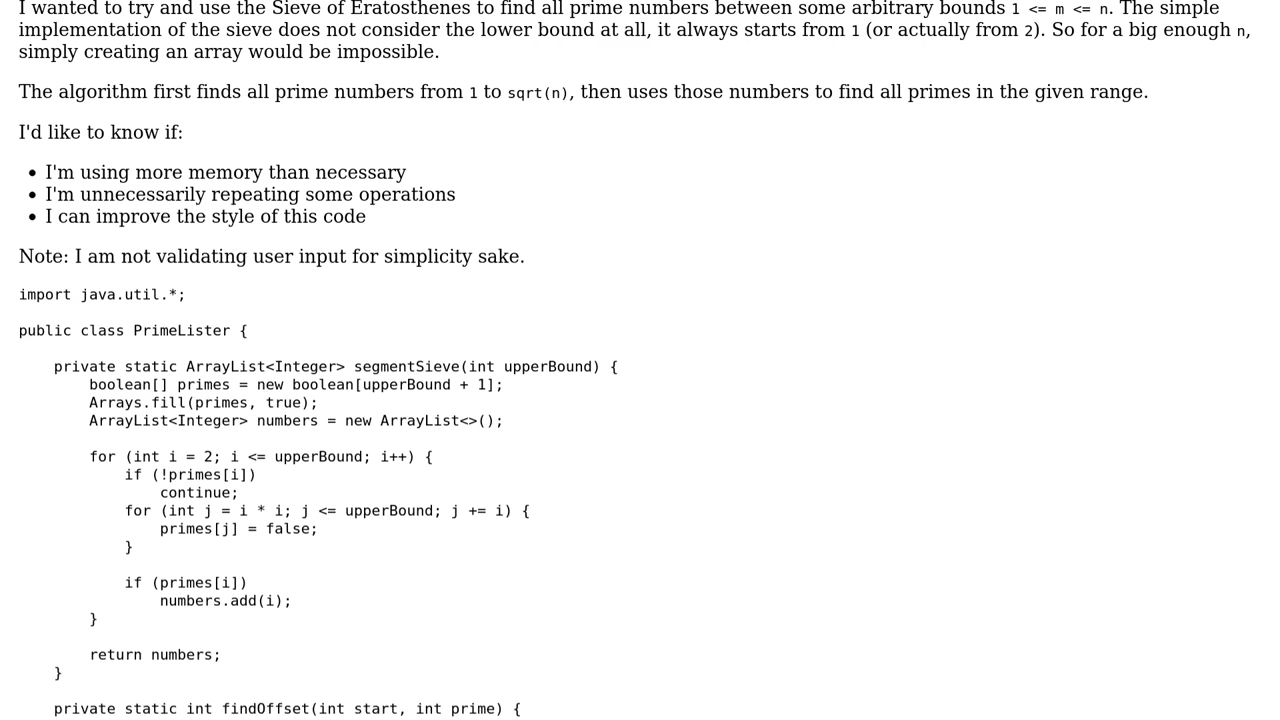 I wanted to try and use the Sieve of Eratosthenes to find all prime numbers between some arbitrary bounds 1 <= m <= n. The simple
implementation of the sieve does not consider the lower bound at all, it always starts from 1 (or actually from 2). So for a big enough n,
simply creating an array would be impossible.
The algorithm first finds all prime numbers from 1 to sqrt(n), then uses those numbers to find all primes in the given range.
I'd like to know if:
• I'm using more memory than necessary
• I'm unnecessarily repeating some operations
• I can improve the style of this code
Note: I am not validating user input for simplicity sake.
import java.util.*;
public class PrimeLister {
    private static ArrayList<Integer> segmentSieve(int upperBound) {
        boolean[] primes = new boolean[upperBound + 1];
        Arrays.fill(primes, true);
        ArrayList<Integer> numbers = new ArrayList<>();
        for (int i = 2; i <= upperBound; i++) {
            if (!primes[i])
                continue;
            for (int j = i * i; j <= upperBound; j += i) {
                primes[j] = false;
            }
            if (primes[i])
                numbers.add(i);
        }
        return numbers;
    }
    private static int findOffset(int start, int prime) {